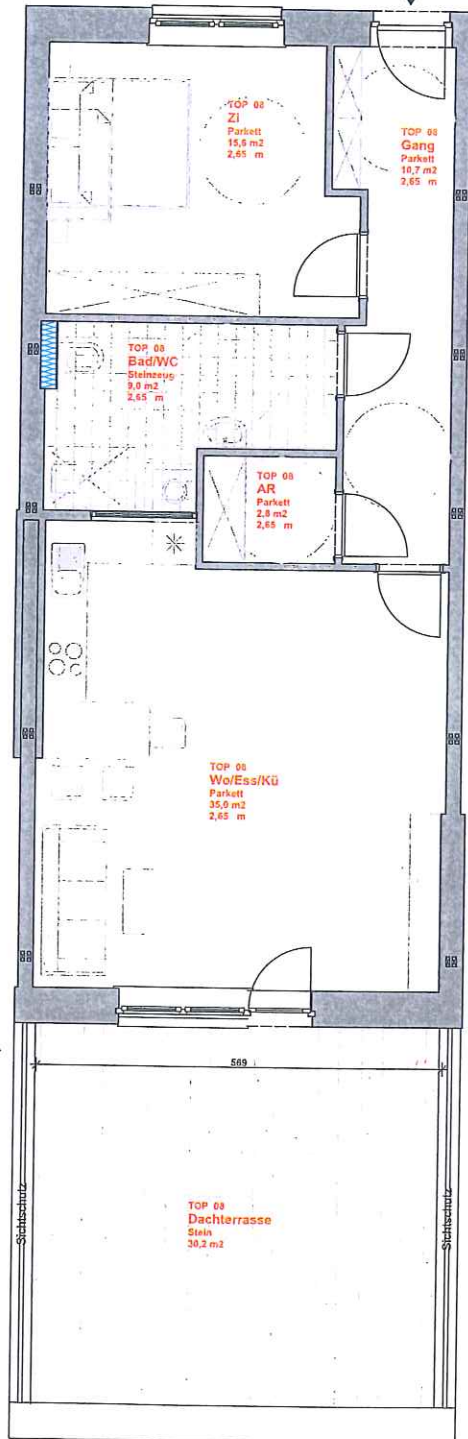 TOP 08
Zi
Parkett
15,5 m2
2,65 m
TOP 08
Gang
Parkett
10,7 m2
2,65 m
TOP 08
Bad/WC
Steinzeug
9,0 m2
2,65 m
TOP 08
AR
Parkett
2,8 m2
2,65 m
TOP 08
Wo/Ess/Kü
Parkett
35,9 m2
2,65 m
569
Sichtschutz
Sichtschutz
TOP 08
Dachterrasse
Stein
30,2 m2